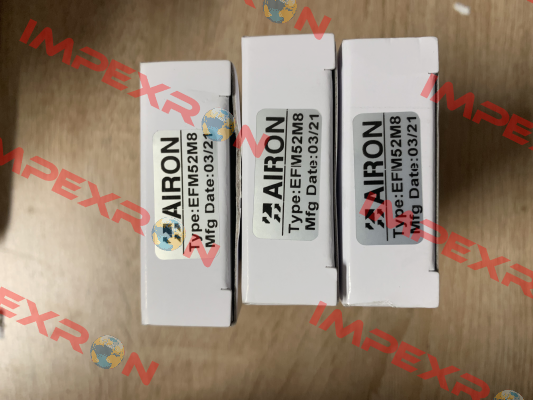 AIRON
Type:EFM52M8
Mfg Date:03/21
AIRON
Type:EFM52M8
Mfg Date:03/21
AIRON
Type:EFM52M8
Mfg Date:03/21
IMPEXRON
IMPEXRON
IMPEXRON
IMPEXRON
IMPEXRON